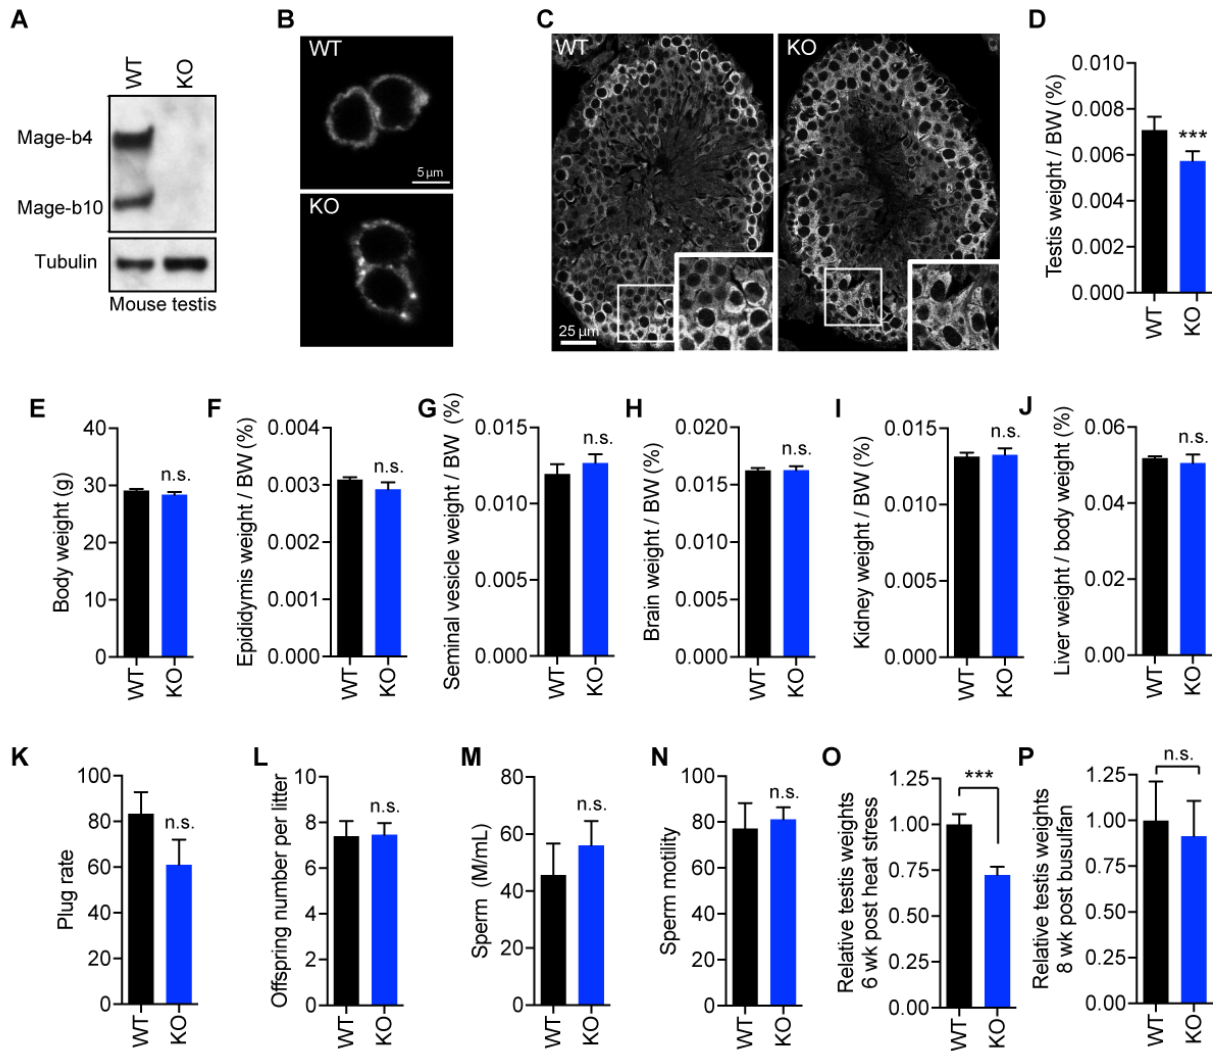 A
WT
KO
Mage-b4
Mage-b10
Tubulin
Mouse testis
B
WT
5 µm
KO
C
WT
KO
25 µm
D
Testis weight / BW (%)
0.010
0.008
0.006
0.004
0.002
0.000
***
WT
KO
E
Body weight (g)
40
30
20
10
0
n.s.
WT
KO
F
Epididymis weight / BW (%)
0.004
0.003
0.002
0.001
0.000
n.s.
WT
KO
G
Seminal vesicle weight / BW (%)
0.015
0.010
0.005
0.000
n.s.
WT
KO
H
Brain weight / BW (%)
0.020
0.015
0.010
0.005
0.000
n.s.
WT
KO
I
Kidney weight / BW (%)
0.015
0.010
0.005
0.000
n.s.
WT
KO
J
Liver weight / body weight (%)
0.06
0.04
0.02
0.00
n.s.
WT
KO
K
Plug rate
100
80
60
40
20
0
n.s.
WT
KO
L
Offspring number per litter
10
8
6
4
2
0
n.s.
WT
KO
M
Sperm (M/mL)
80
60
40
20
0
n.s.
WT
KO
N
Sperm motility
100
80
60
40
20
0
n.s.
WT
KO
O
Relative testis weights
6 wk post heat stress
1.25
1.00
0.75
0.50
0.25
0.00
***
WT
KO
P
Relative testis weights
8 wk post busulfan
1.25
1.00
0.75
0.50
0.25
0.00
n.s.
WT
KO